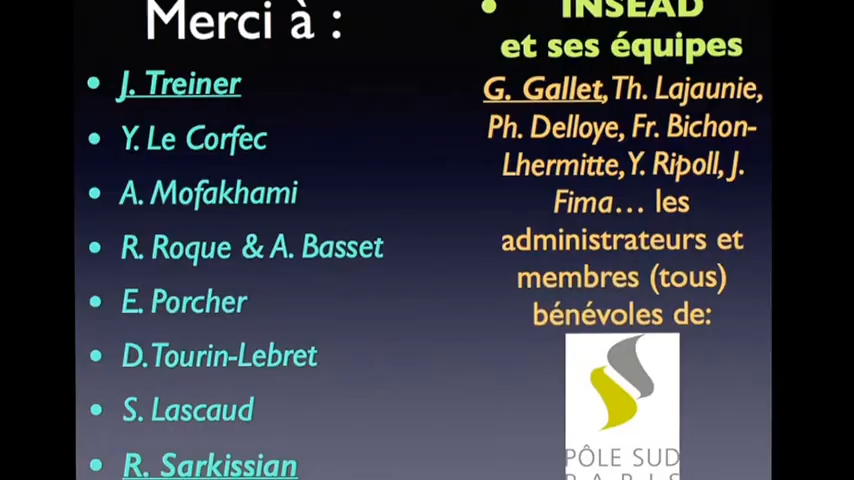 Merci à :
• J. Treiner
• Y. Le Corfec
• A. Mofakhami
• R. Roque & A. Basset
• E. Porcher
• D. Tourin-Lebret
• S. Lascaud
• R. Sarkissian
• INSEAD
et ses équipes
G. Gallet, Th. Lajaunie,
Ph. Delloye, Fr. Bichon-
Lhermitte, Y. Ripoll, J.
Fima... les
administrateurs et
membres (tous)
bénévoles de:
PÔLE SUD
PARIS